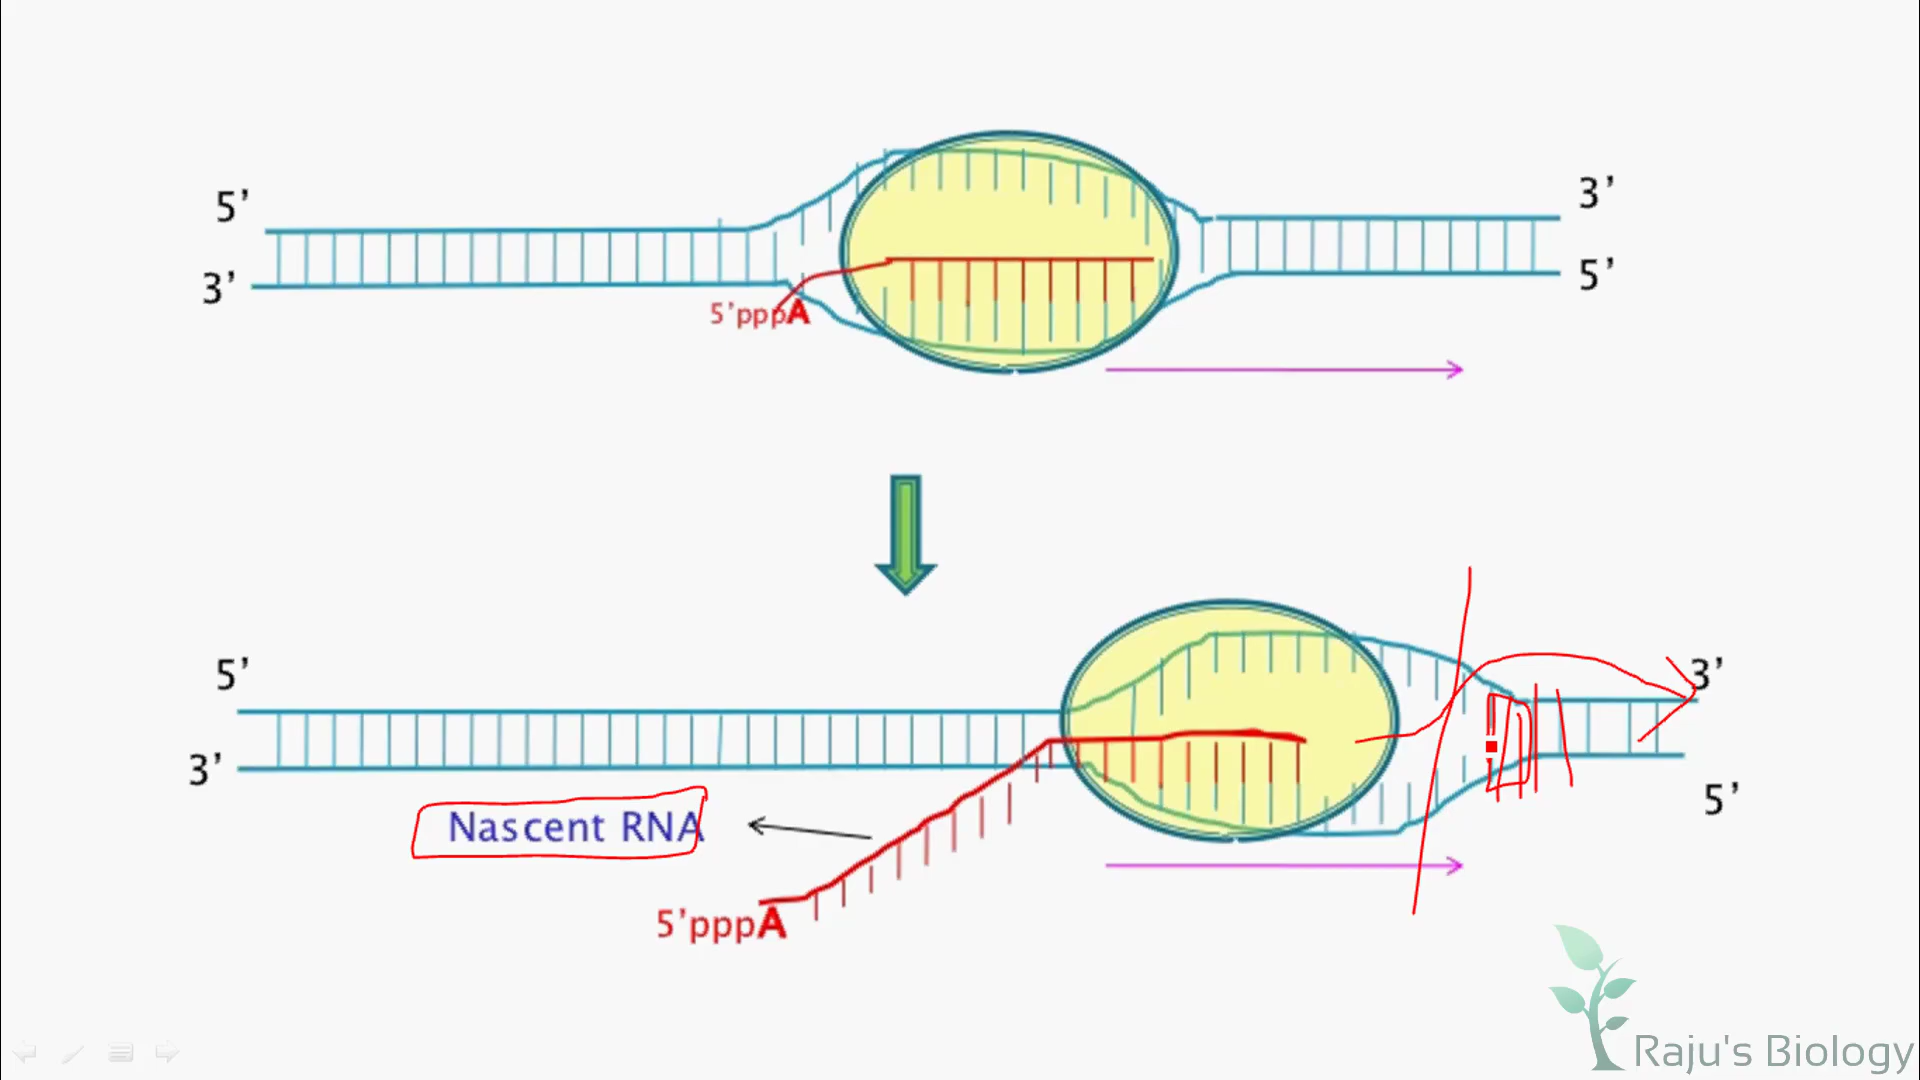 5’
3’
3’
5’
5’pppA
5’
3’
3’
5’
Nascent RNA
5’pppA
Raju's Biology